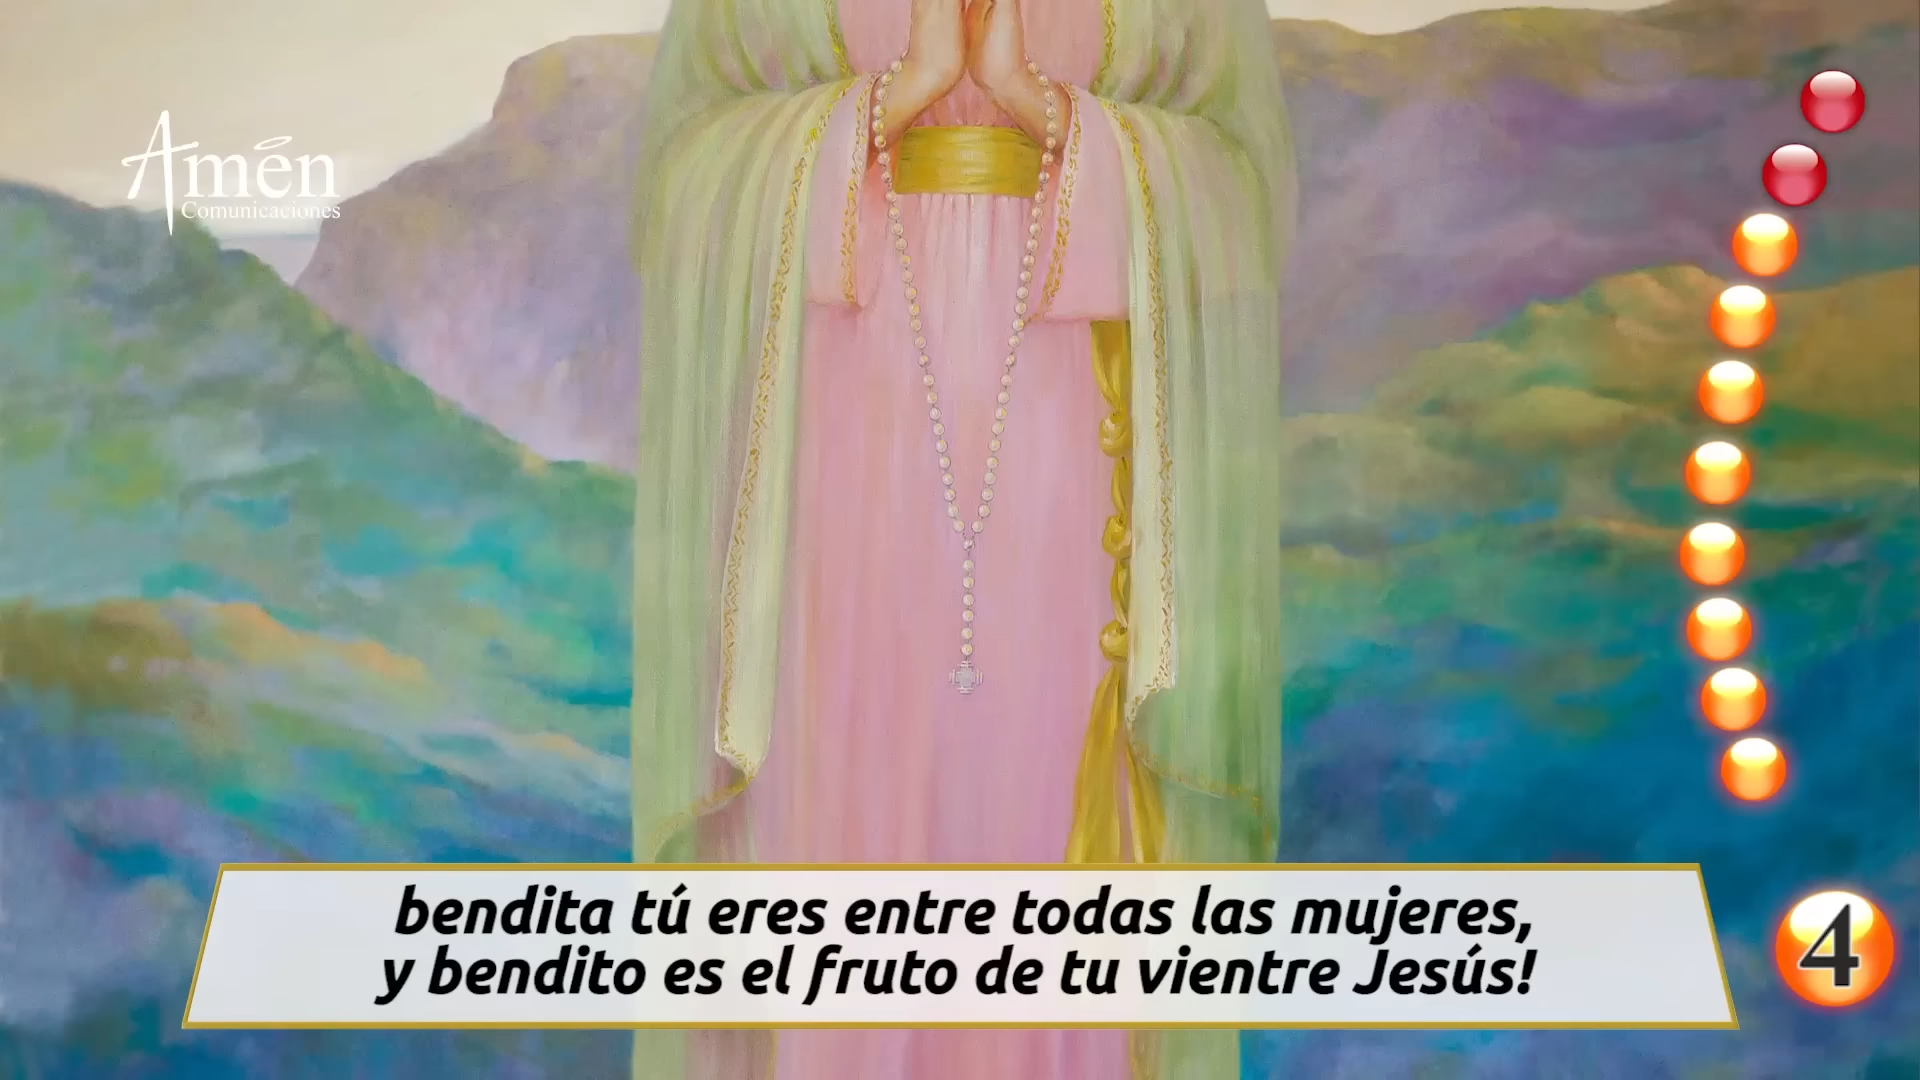 Amén
Comunicaciones
bendita tú eres entre todas las mujeres,
y bendito es el fruto de tu vientre Jesús!
4